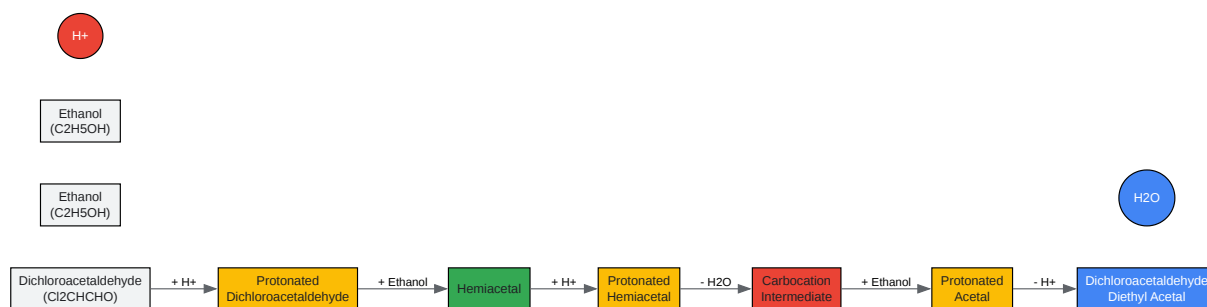 H+
Ethanol
(C2H5OH)
Ethanol
(C2H5OH)
H2O
Dichloroacetaldehyde
(Cl2CHCHO)
+ H+
Protonated
Dichloroacetaldehyde
+ Ethanol
Hemiacetal
+ H+
Protonated
Hemiacetal
- H2O
Carbocation
Intermediate
+ Ethanol
Protonated
Acetal
- H+
Dichloroacetaldehyde
Diethyl Acetal